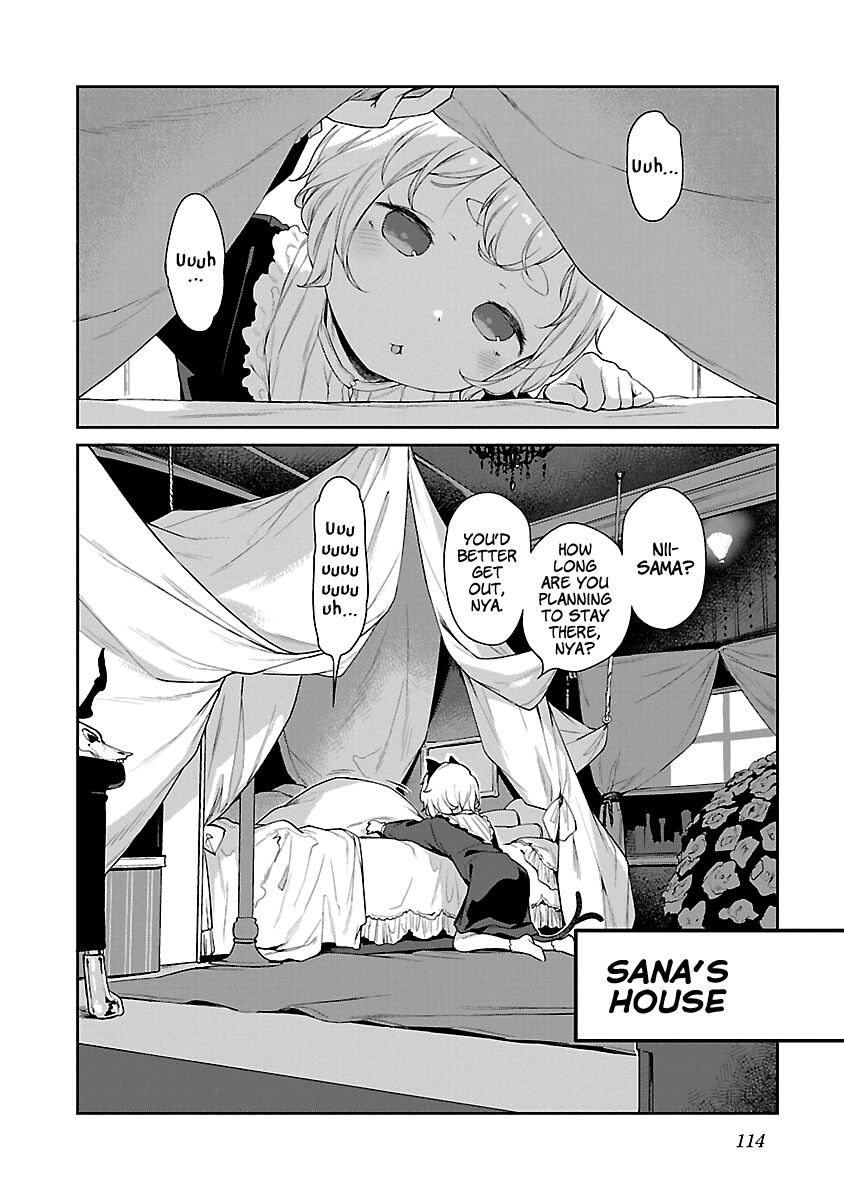 Uuh...
Uuuh
...
NII-
SAMA?
HOW
LONG
ARE YOU
PLANNING
TO STAY
THERE,
NYA?
YOU'D
BETTER
GET
OUT,
NYA.
Uuu
uuuu
uuuu
uuuu
uh...
SANA'S
HOUSE
114